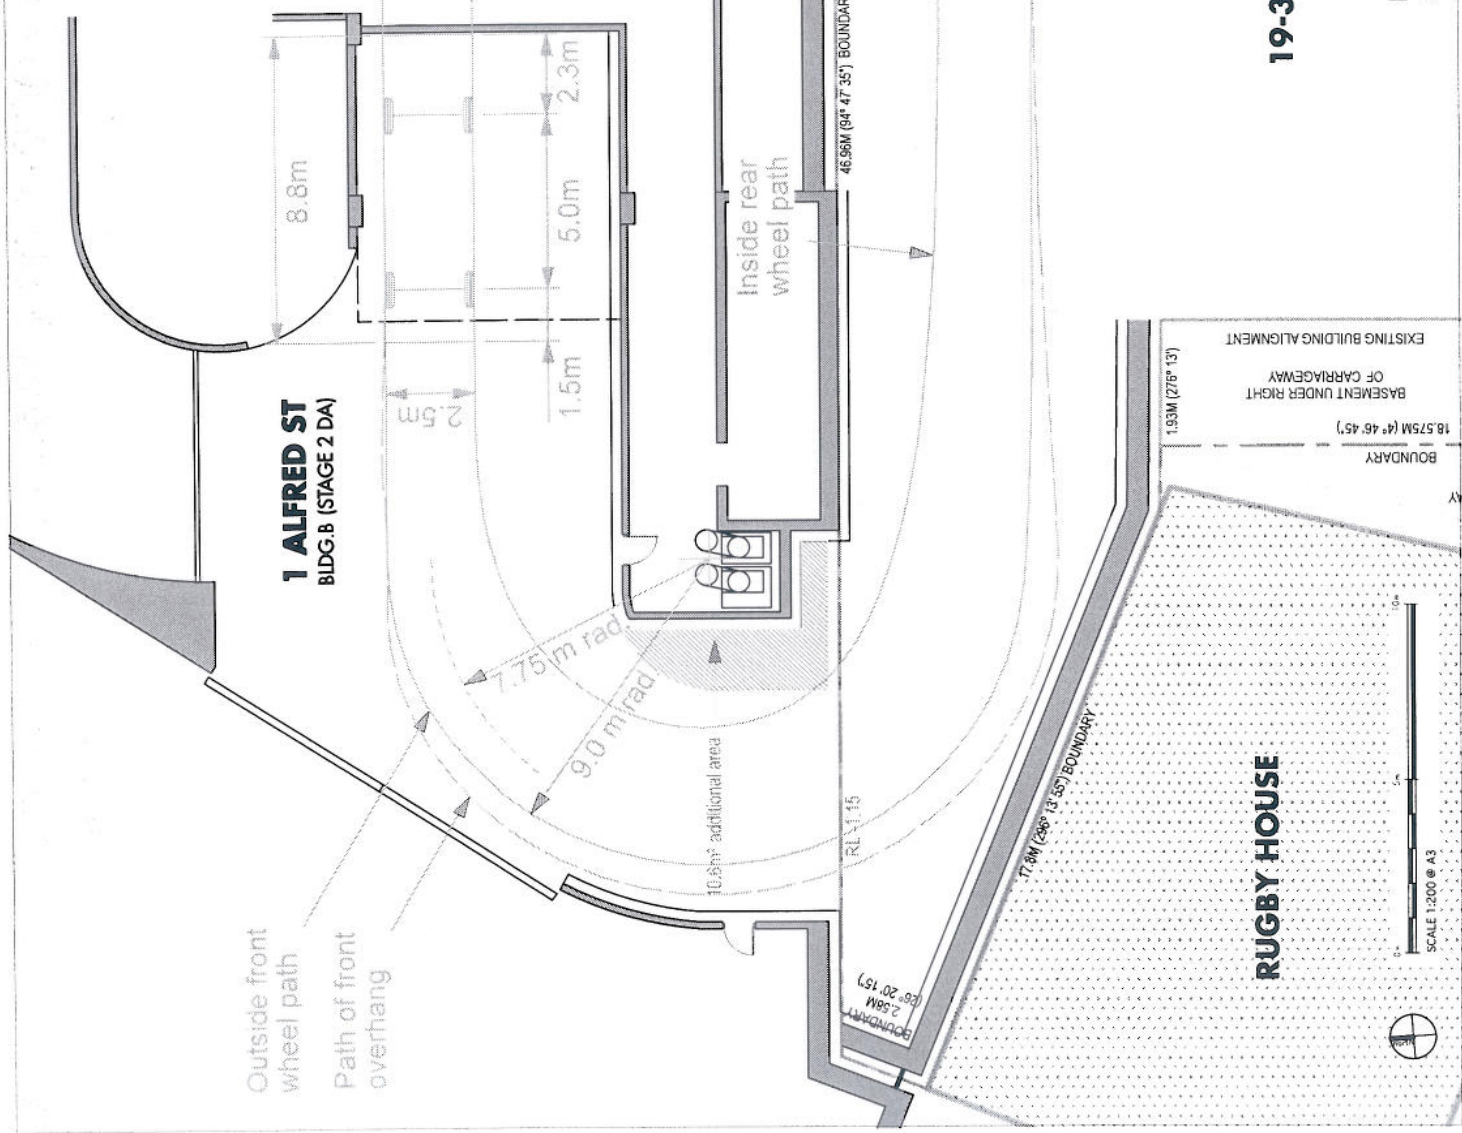 19-3
46.96M (94° 47' 35") BOUNDAR
2.3m
8.8m
5.0m
1.5m
2.5m
Inside rear
wheel path
1 ALFRED ST
BLDG.B (STAGE 2 DA)
7.75 m rad.
9.0 m rad.
10.6m² additional area
RL -1.15
Outside front
wheel path
Path of front
overhang
17.8M (296° 13' 55") BOUNDARY
BOUNDARY
2.58M
(26° 20' 15")
1.93M (276° 13')
EXISTING BUILDING ALIGNMENT
BASEMENT UNDER RIGHT
OF CARRIAGEWAY
18.575M (4° 46' 45")
BOUNDARY
RUGBY HOUSE
SCALE 1:200 @ A3